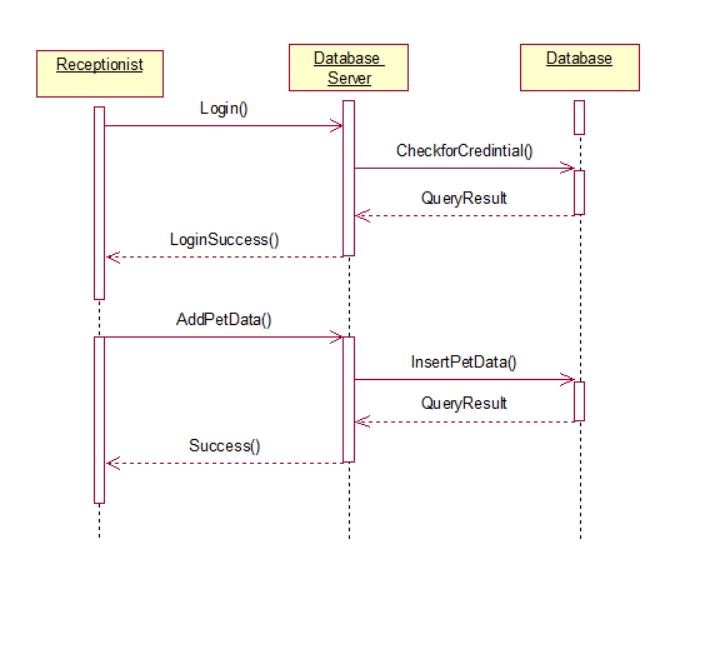 Receptionist
Database
Server
Database
Login()
CheckforCredintial()
QueryResult
LoginSuccess()
AddPetData()
InsertPetData()
QueryResult
Success()